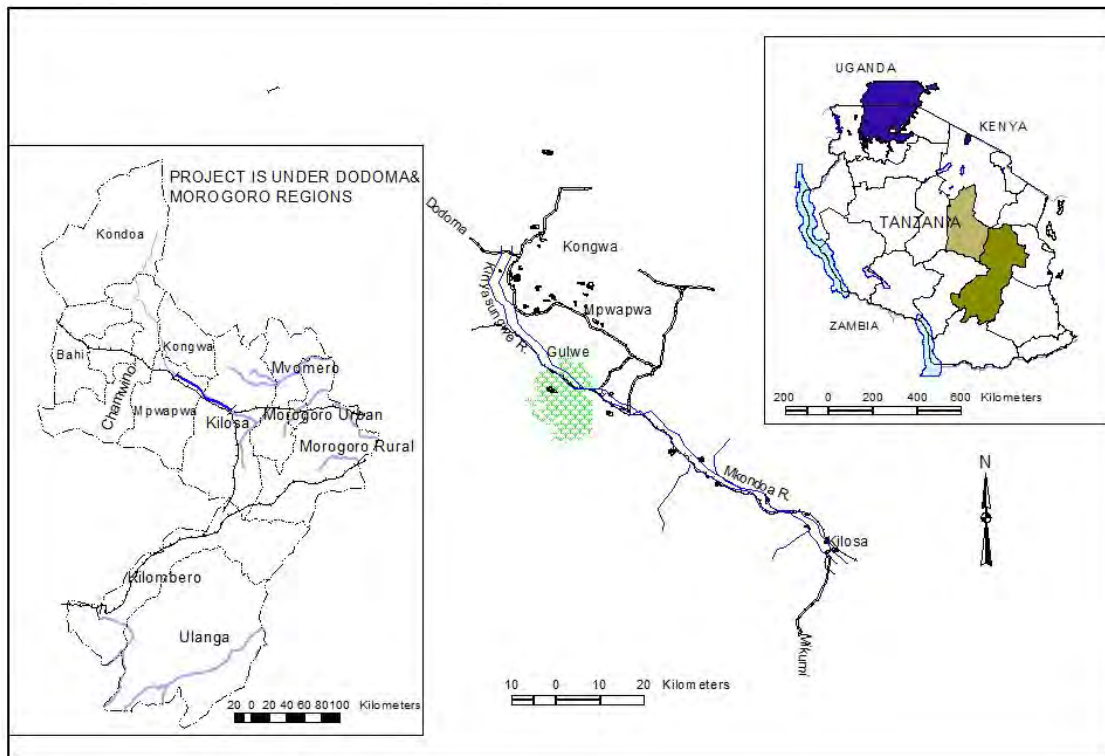 PROJECT IS UNDER DODOMA&
MOROGORO REGIONS
Kondoa
Bahi
Kongwa
Chamwino
Mpwapwa
Mvomero
Kilosa
Morogoro Urban
Morogoro Rural
Kilombero
Ulanga
20 0 20 40 60 80 100 Kilometers
Dodoma
Kongwa
Kinyasungwe R.
Mpwapwa
Gulwe
Mkondoa R.
Kilosa
Mikumi
10 0 10 20 Kilometers
UGANDA
KENYA
TANZANIA
ZAMBIA
200 0 200 400 600 Kilometers
N